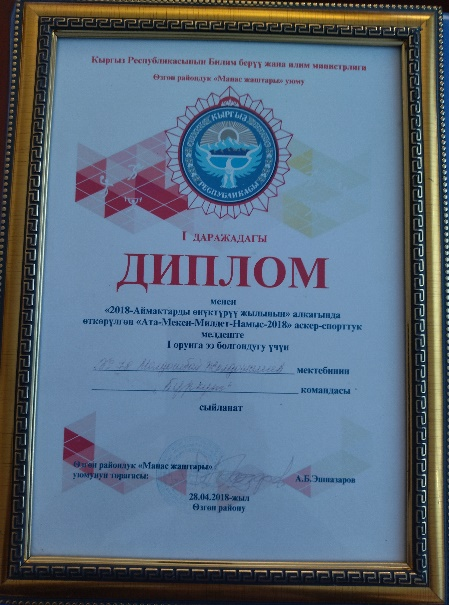 Кыргыз Республикасынын Билим берүү жана илим министрлиги
Өзгөн райондук «Манас жаштары» уюму
КЫРГЫЗ
РЕСПУБЛИКАСЫ
I ДАРАЖАДАГЫ
ДИПЛОМ
менен
«2018-Аймактарды өнүктүрүү жылынын» алкагында
өткөрүлгөн «Ата-Мекен-Милдет-Намыс-2018» аскер-спорттук
мелдеште
I орунга ээ болгондугу үчүн
мектебинин
командасы
сыйланат
Өзгөн райондук «Манас жаштары»
уюмунун төрагасы:
А.Б.Эшназаров
28.04.2018-жыл
Өзгөн району